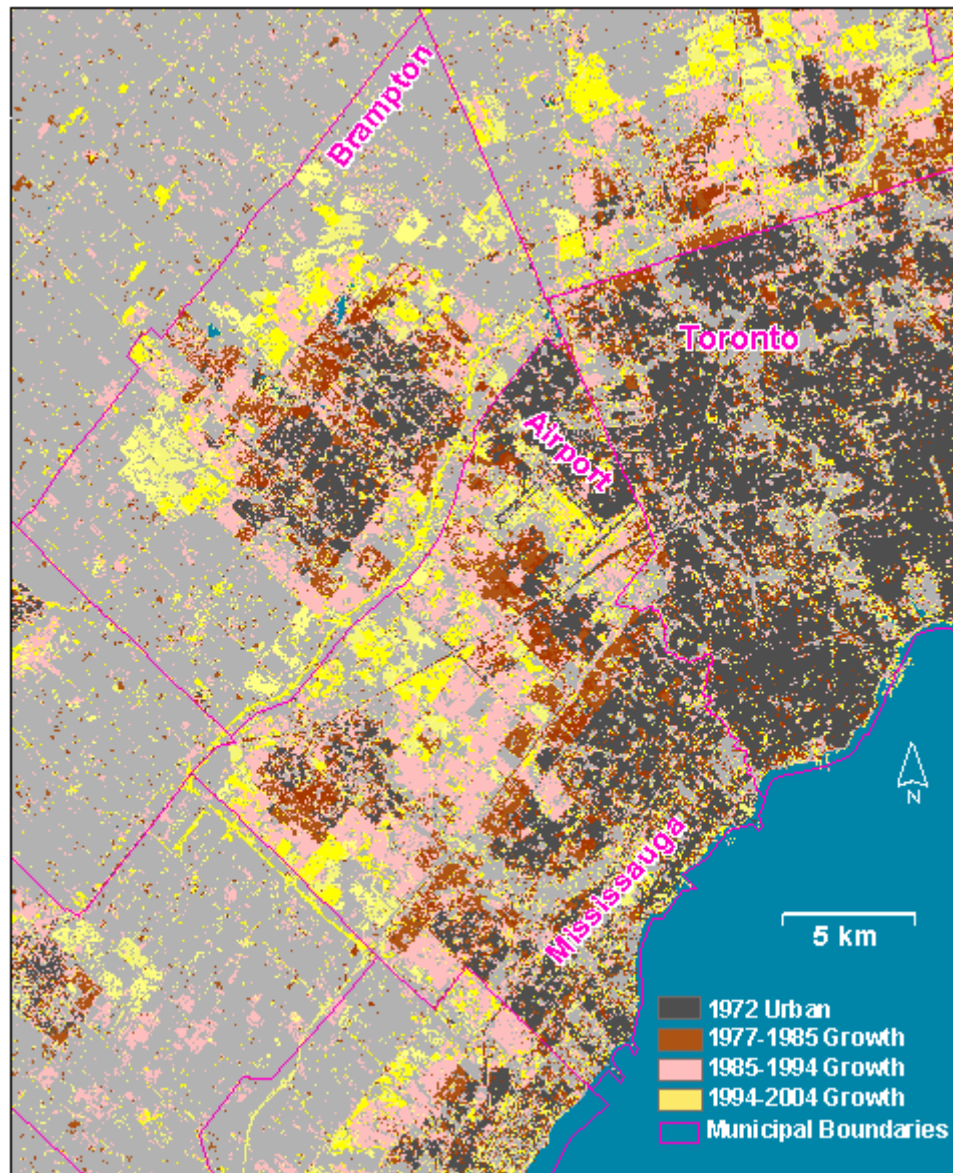 Brampton
Toronto
Airport
Mississauga
N
5 km
1972 Urban
1977-1985 Growth
1985-1994 Growth
1994-2004 Growth
Municipal Boundaries